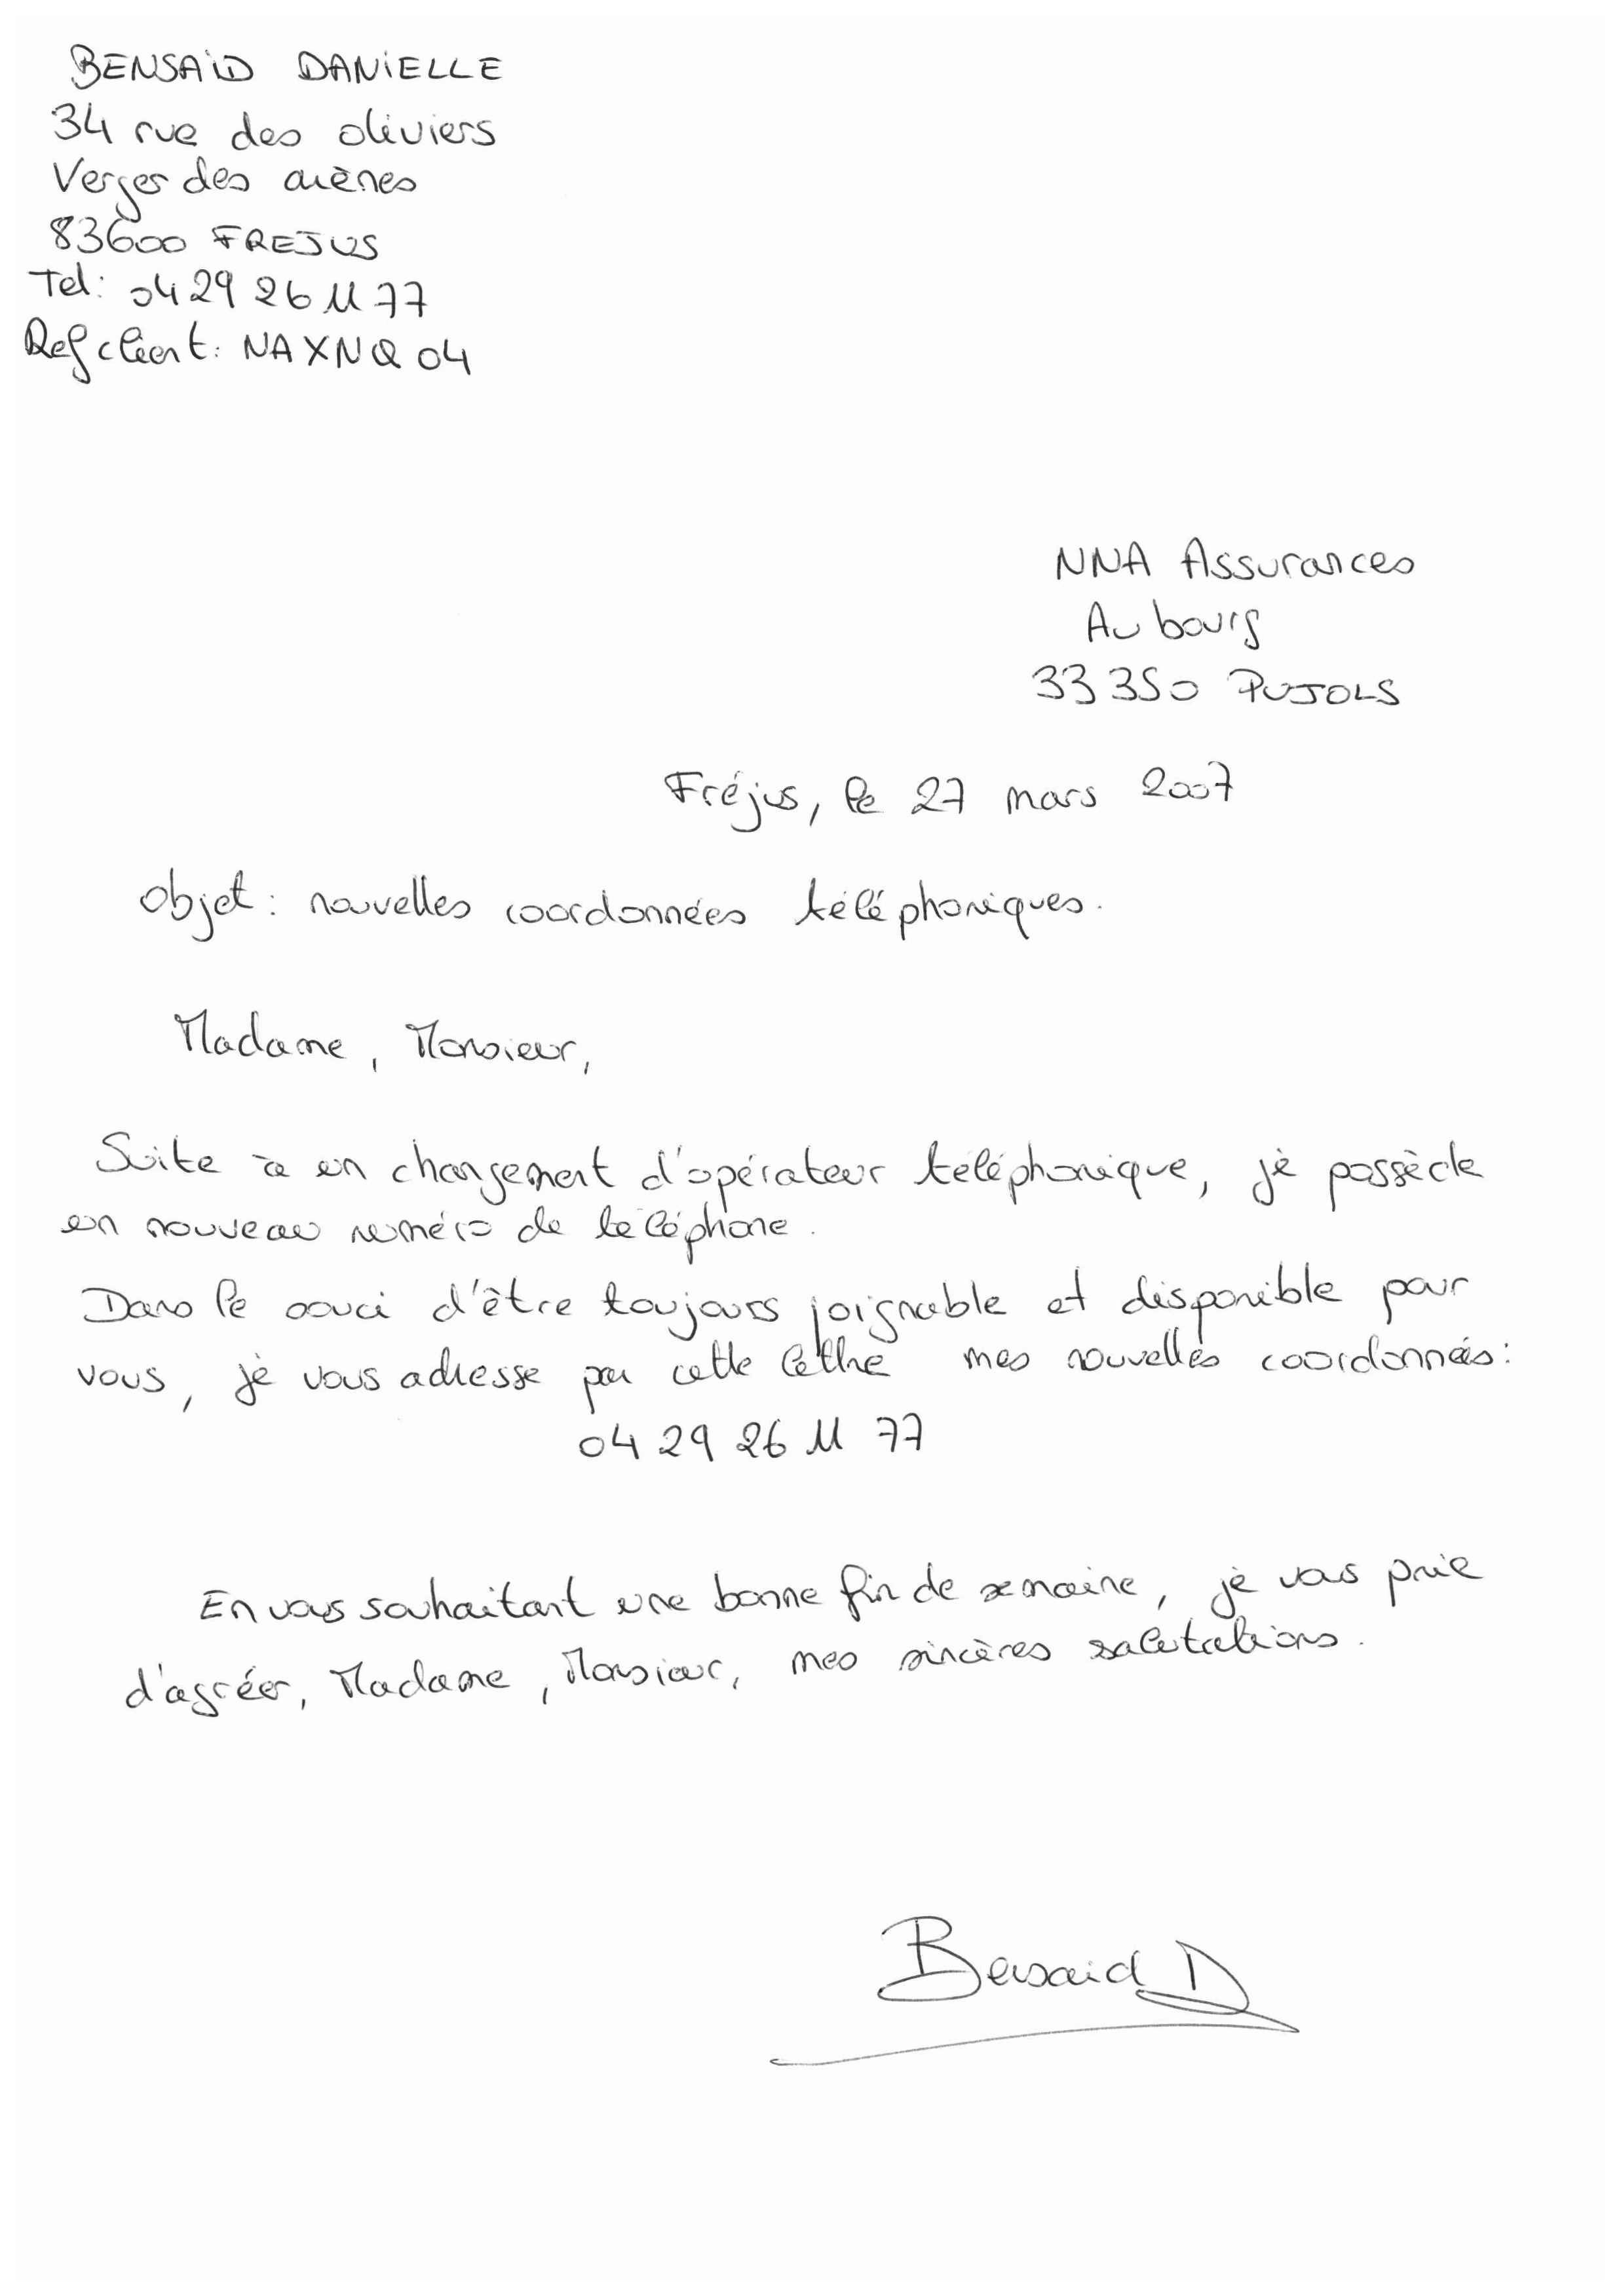 BENSAÏD DANIELLE
34 rue des oliviers
Verger des arènes
83600 FREJUS
Tel: 04 29 26 11 77
Ref client: NAXNQ 04
NNA Assurances
Au bourg
33 350 PUJOLS
Fréjus, le 27 mars 2007
Objet: nouvelles coordonnées téléphoniques.
Madame, Monsieur,
Suite à un changement d'opérateur téléphonique, je possède
un nouveau numéro de téléphone.
Dans le souci d'être toujours joignable et disponible pour
vous, je vous adresse par cette lettre mes nouvelles coordonnées:
04 29 26 11 77
En vous souhaitant une bonne fin de semaine, je vous prie
d'agréer, Madame, Monsieur, mes sincères salutations.
Bensaid D